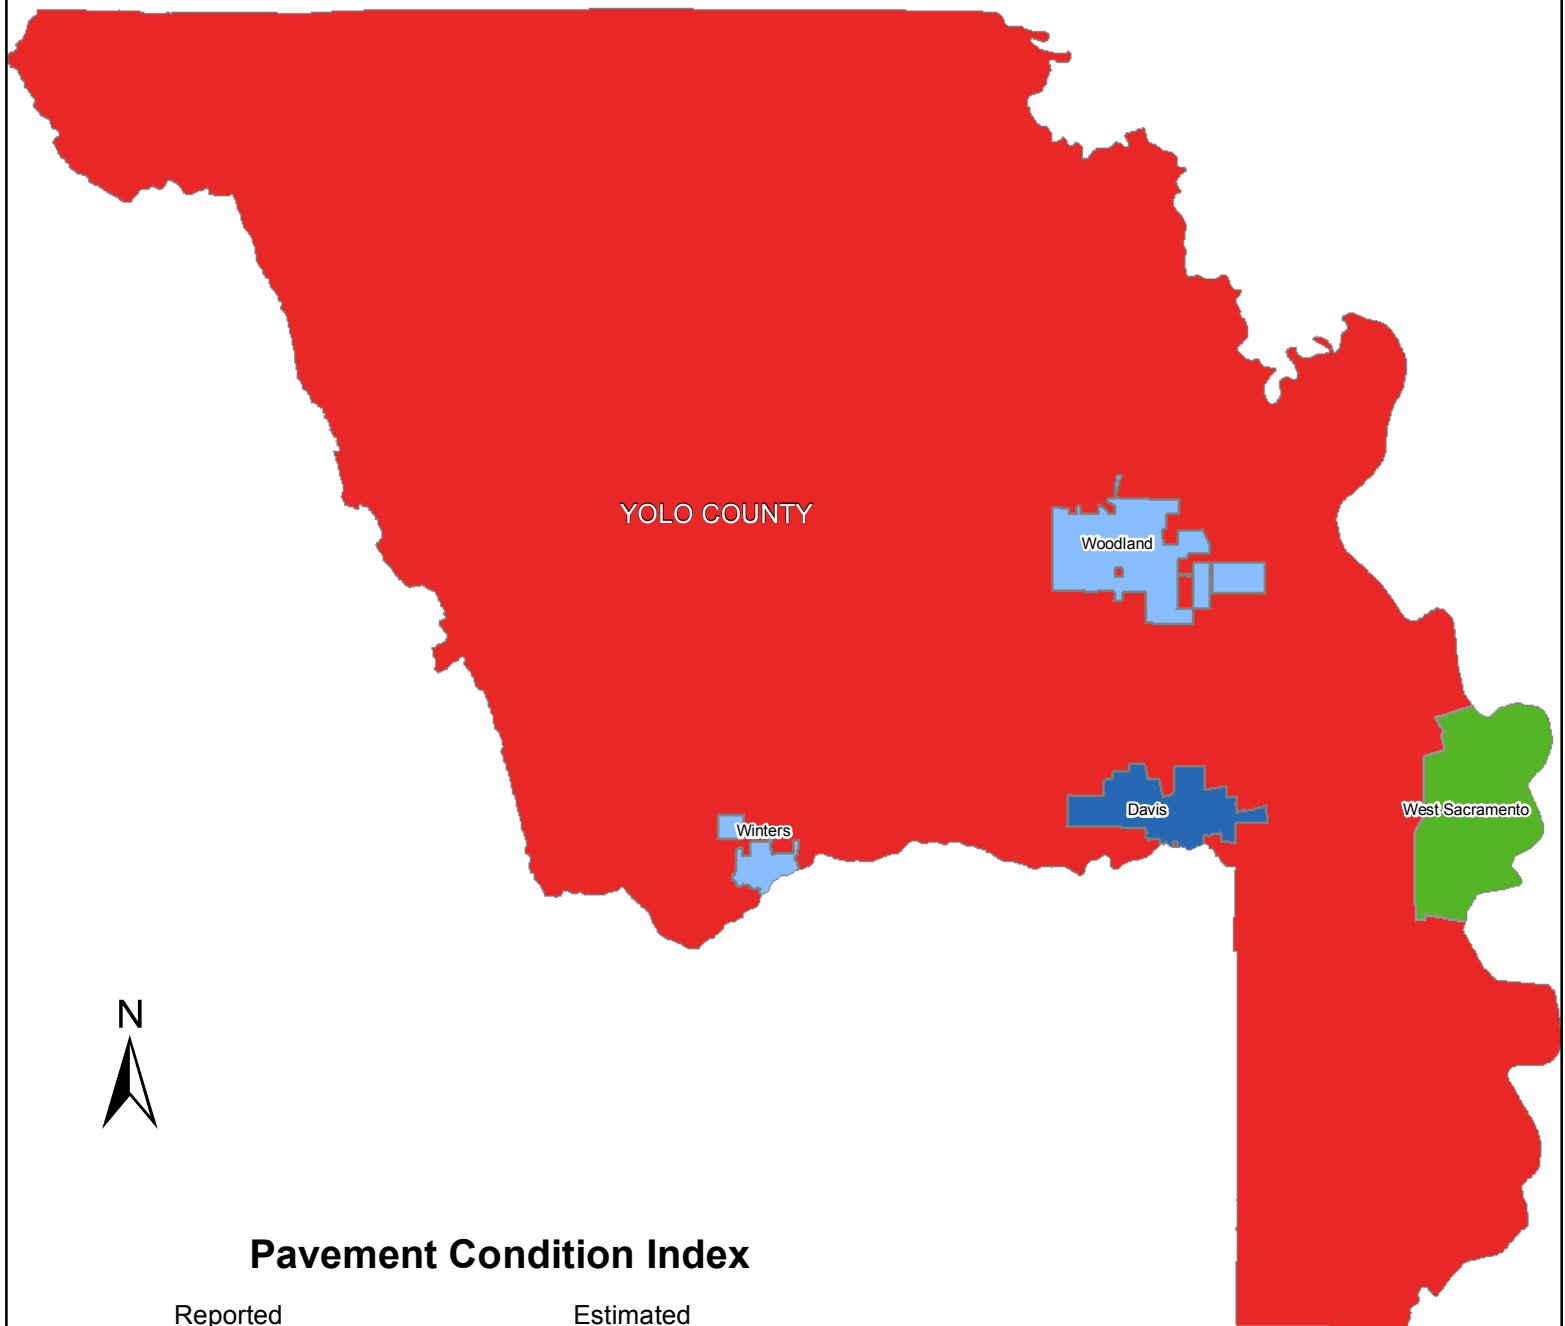 YOLO COUNTY
Woodland
Davis
West Sacramento
Winters
N
Pavement Condition Index
Reported Estimated